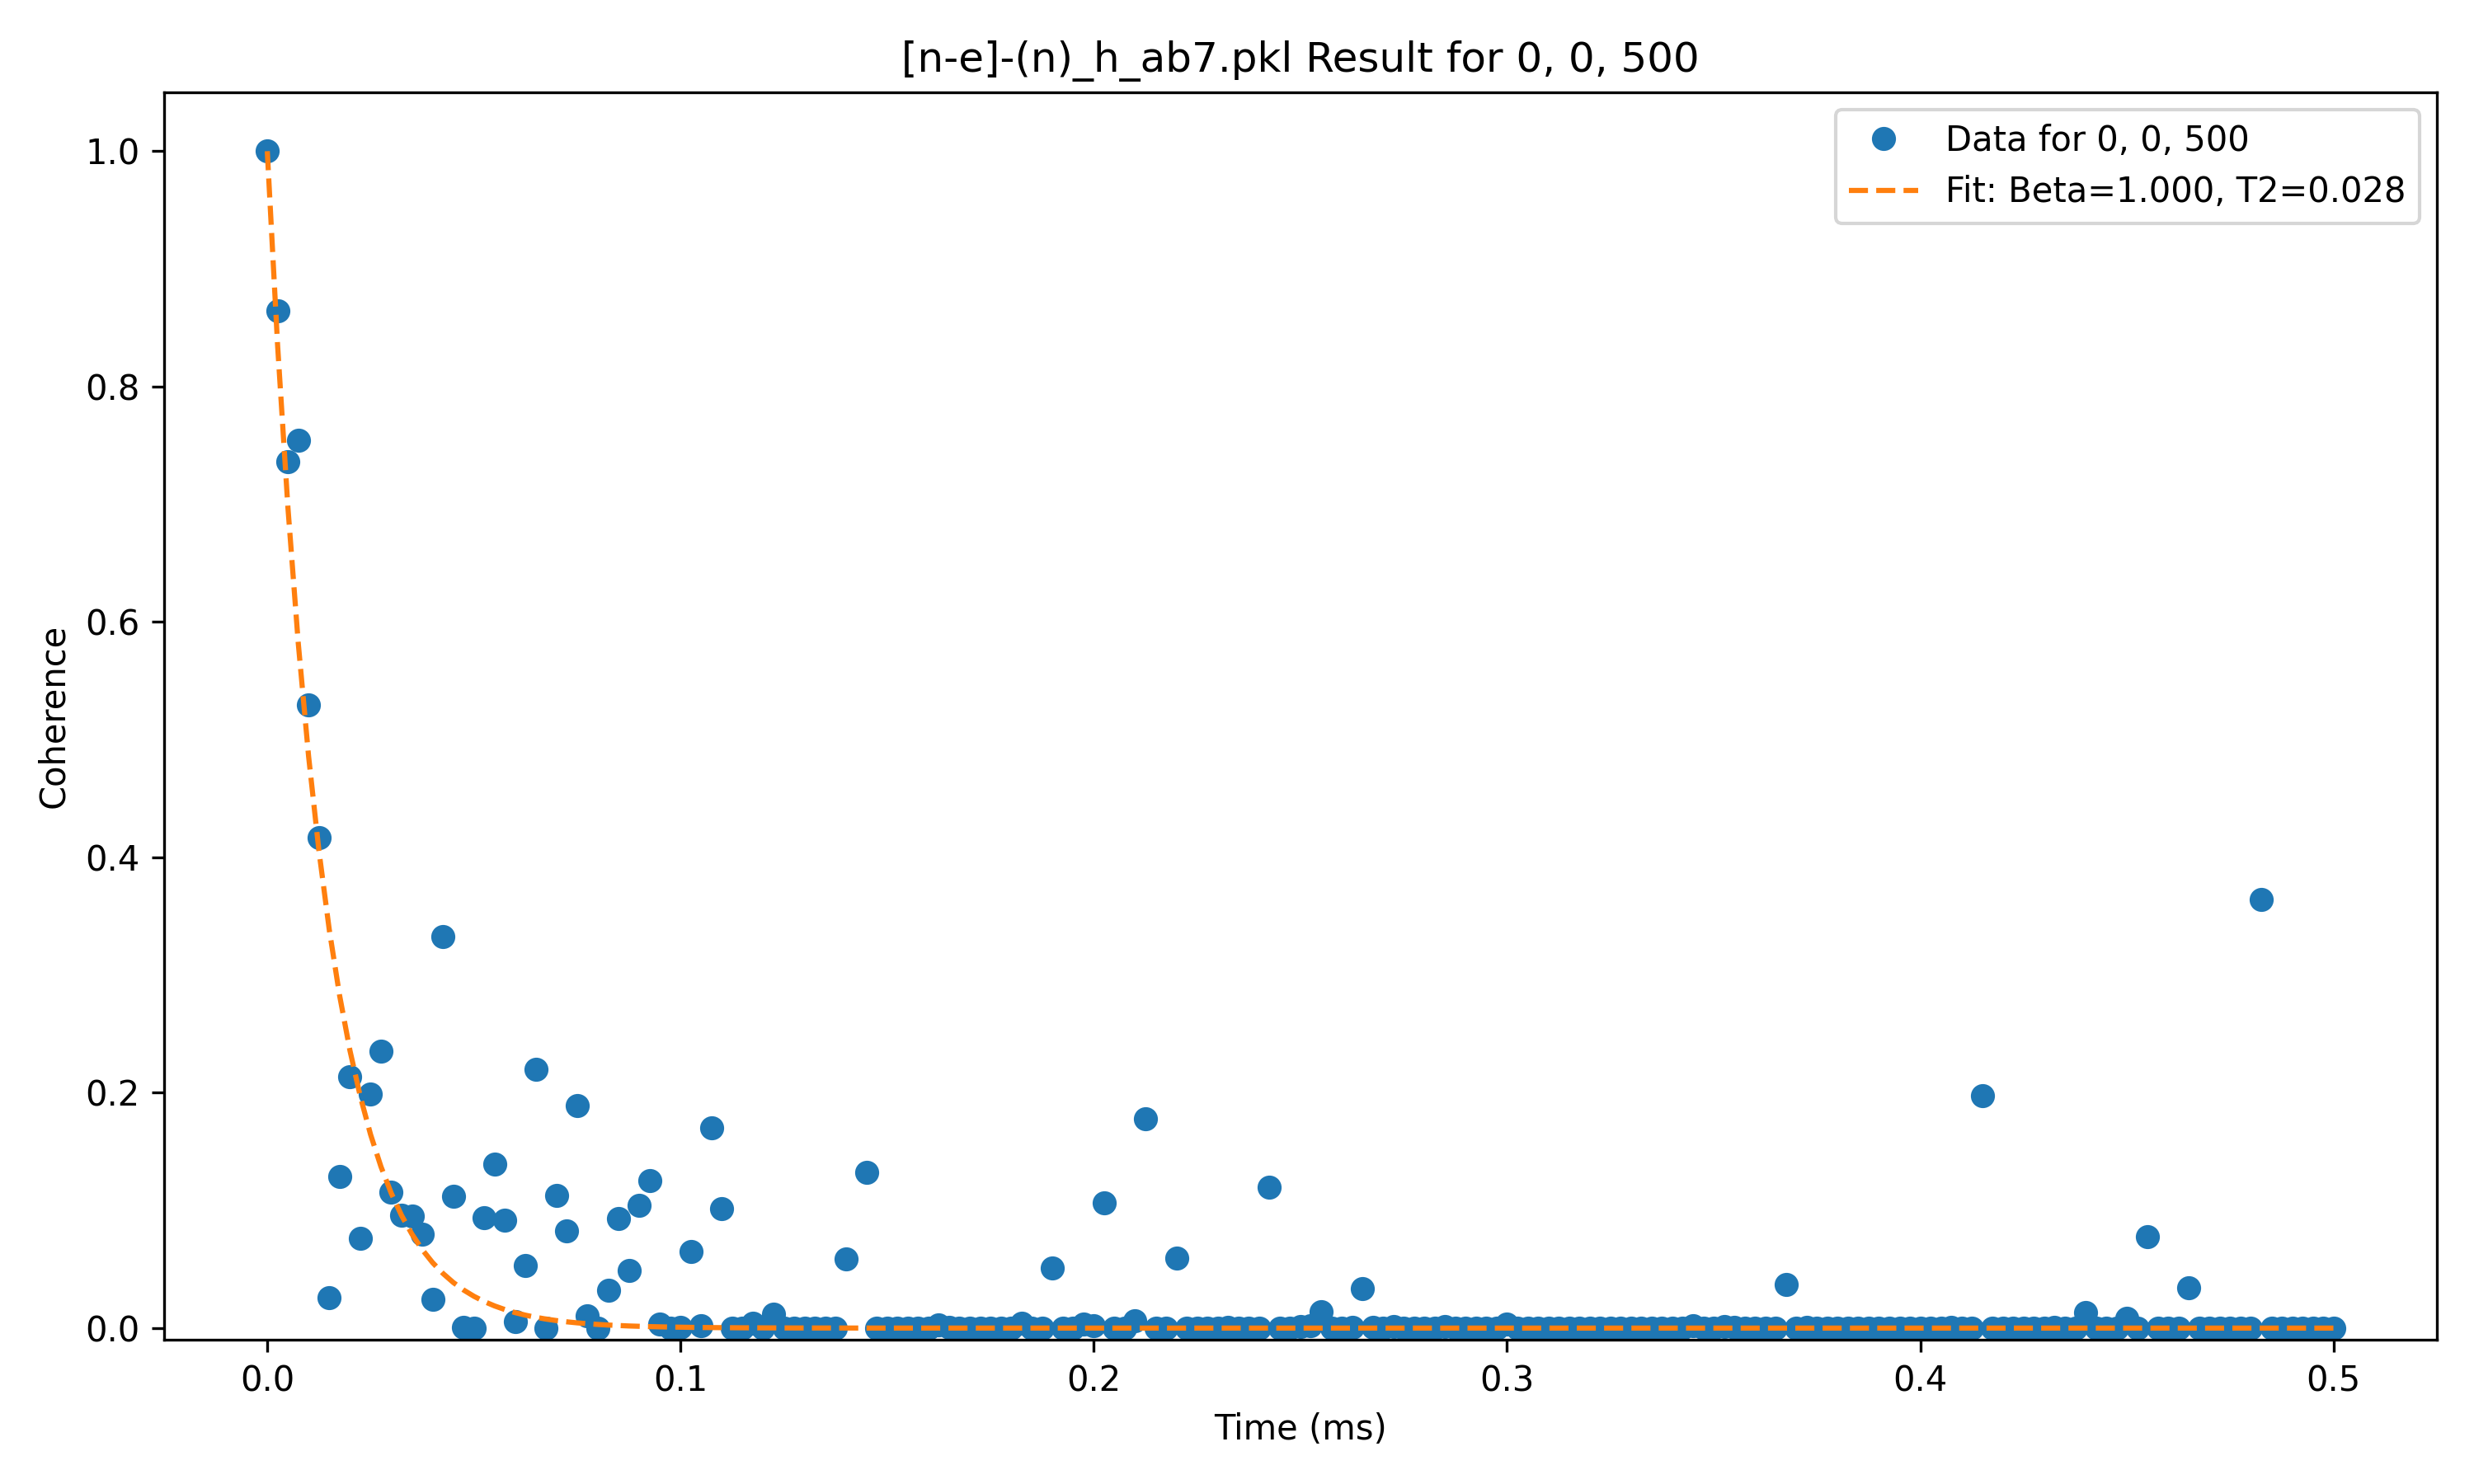 [n-e]-(n)_h_ab7.pkl Result for 0, 0, 500
Data for 0, 0, 500
Fit: Beta=1.000, T2=0.028
Coherence
1.0
0.8
0.6
0.4
0.2
0.0
0.0 0.1 0.2 0.3 0.4 0.5
Time (ms)